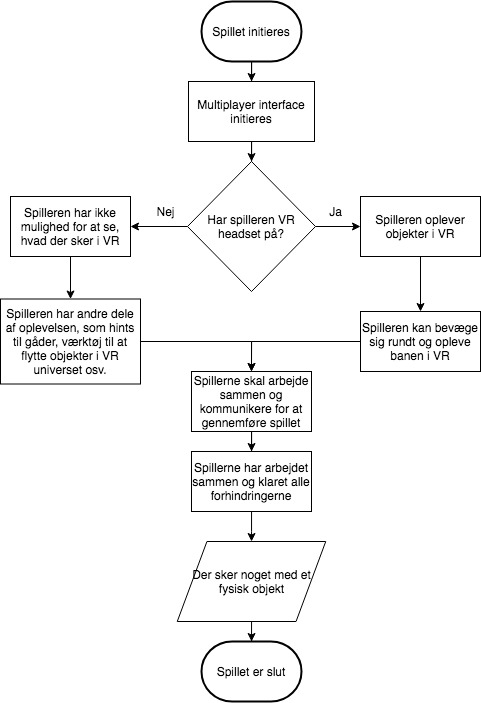 Spillet initieres
Multiplayer interface
initieres
Har spilleren VR
headset på?
Nej
Ja
Spilleren har ikke
mulighed for at se,
hvad der sker i VR
Spilleren oplever
objekter i VR
Spilleren har andre dele
af oplevelsen, som hints
til gåder, værktøj til at
flytte objekter i VR
universet osv.
Spilleren kan bevæge
sig rundt og opleve
banen i VR
Spillerne skal arbejde
sammen og
kommunikere for at
gennemføre spillet
Spillerne har arbejdet
sammen og klaret alle
forhindringerne
Der sker noget med et
fysisk objekt
Spillet er slut